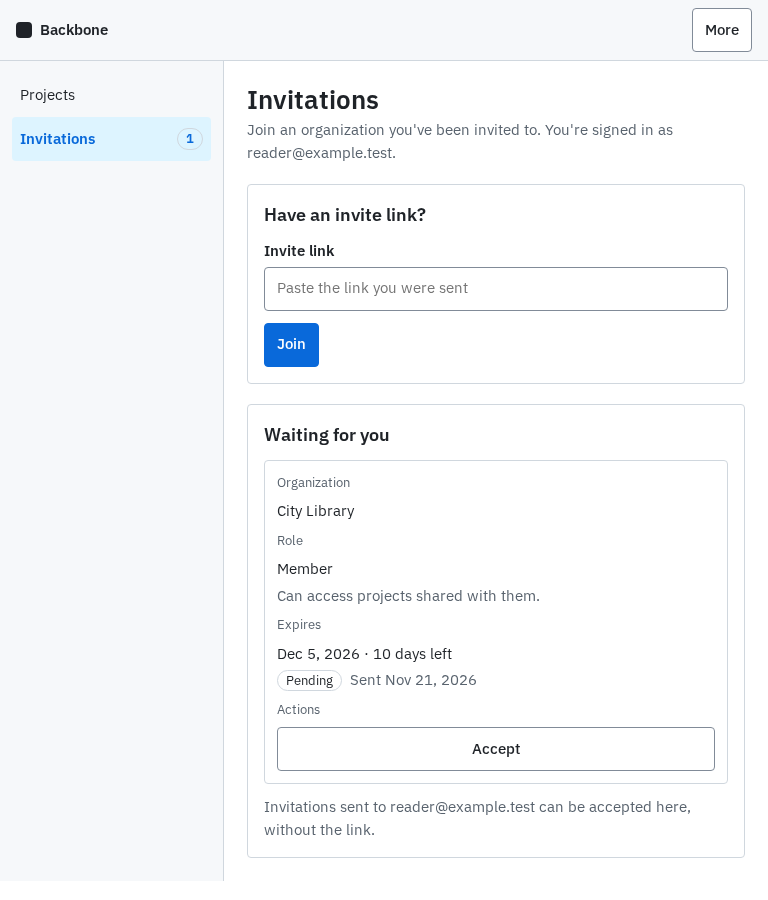 Backbone
More
Projects
Invitations 1
Invitations
Join an organization you've been invited to. You're signed in as
reader@example.test.
Have an invite link?
Invite link
Paste the link you were sent
Join
Waiting for you
Organization
City Library
Role
Member
Can access projects shared with them.
Expires
Dec 5, 2026 · 10 days left
Pending Sent Nov 21, 2026
Actions
Accept
Invitations sent to reader@example.test can be accepted here,
without the link.